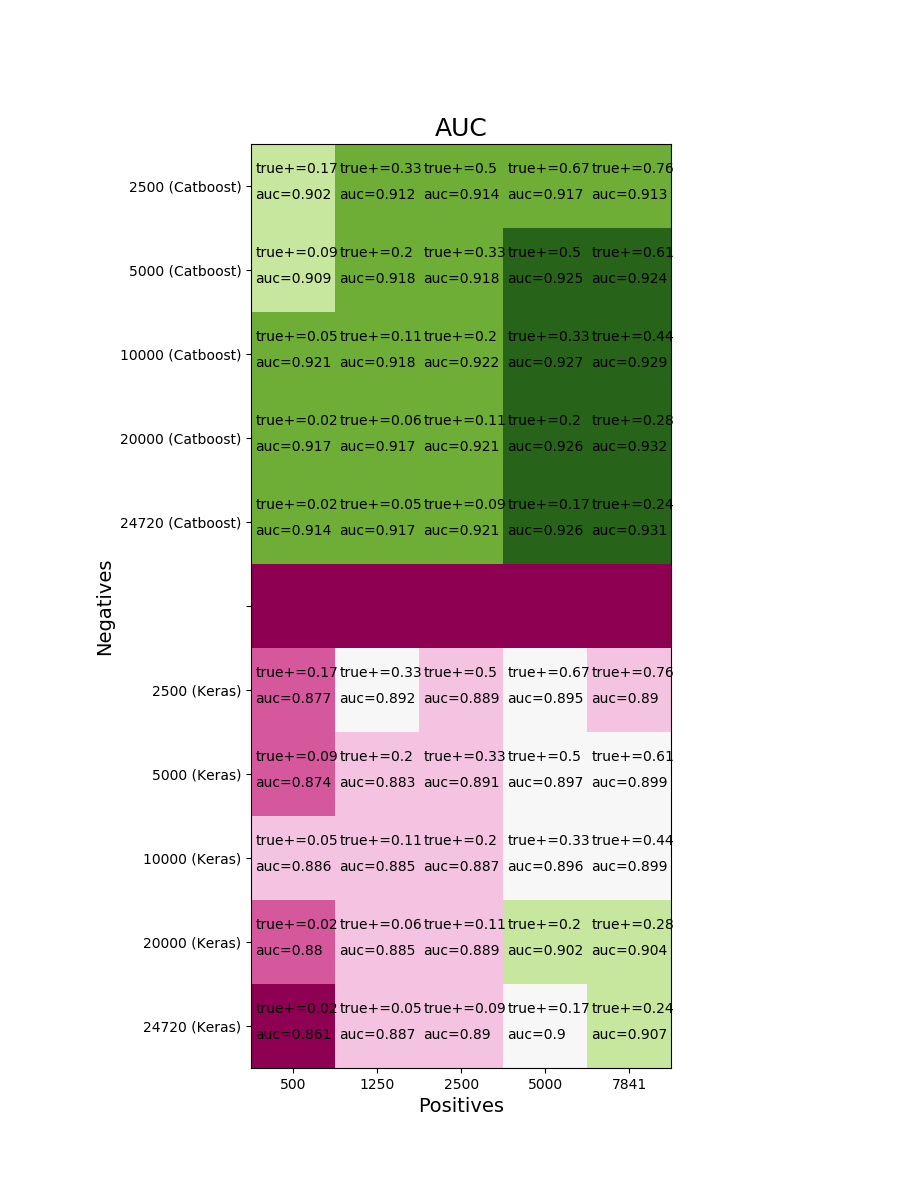 AUC
true+=0.17 true+=0.33 true+=0.5 true+=0.67 true+=0.76
2500 (Catboost)
auc=0.902 auc=0.912 auc=0.914 auc=0.917 auc=0.913
true+=0.09 true+=0.2 true+=0.33 true+=0.5 true+=0.61
5000 (Catboost)
auc=0.909 auc=0.918 auc=0.918 auc=0.925 auc=0.924
true+=0.05 true+=0.11 true+=0.2 true+=0.33 true+=0.44
10000 (Catboost)
auc=0.921 auc=0.918 auc=0.922 auc=0.927 auc=0.929
true+=0.02 true+=0.06 true+=0.11 true+=0.2 true+=0.28
20000 (Catboost)
auc=0.917 auc=0.917 auc=0.921 auc=0.926 auc=0.932
true+=0.02 true+=0.05 true+=0.09 true+=0.17 true+=0.24
24720 (Catboost)
auc=0.914 auc=0.917 auc=0.921 auc=0.926 auc=0.931
Negatives
true+=0.17 true+=0.33 true+=0.5 true+=0.67 true+=0.76
2500 (Keras)
auc=0.877 auc=0.892 auc=0.889 auc=0.895 auc=0.89
true+=0.09 true+=0.2 true+=0.33 true+=0.5 true+=0.61
5000 (Keras)
auc=0.874 auc=0.883 auc=0.891 auc=0.897 auc=0.899
true+=0.05 true+=0.11 true+=0.2 true+=0.33 true+=0.44
10000 (Keras)
auc=0.886 auc=0.885 auc=0.887 auc=0.896 auc=0.899
true+=0.02 true+=0.06 true+=0.11 true+=0.2 true+=0.28
20000 (Keras)
auc=0.88 auc=0.885 auc=0.889 auc=0.902 auc=0.904
true+=0.02 true+=0.05 true+=0.09 true+=0.17 true+=0.24
24720 (Keras)
auc=0.861 auc=0.887 auc=0.89 auc=0.9 auc=0.907
500 1250 2500 5000 7841
Positives